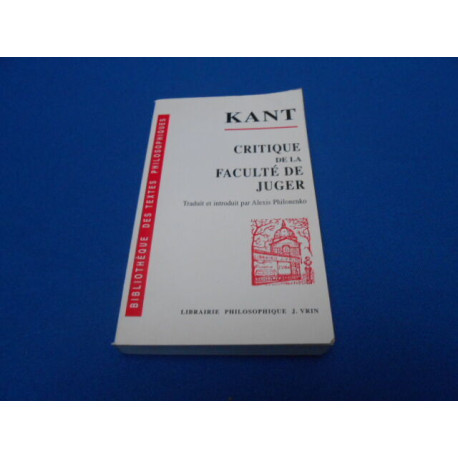 KANT
CRITIQUE
DE LA
FACULTÉ DE
JUGER
Traduit et introduit par Alexis Philonenko
LIBRAIRIE PHILOSOPHIQUE J. VRIN
BIBLIOTHÈQUE DES TEXTES PHILOSOPHIQUES